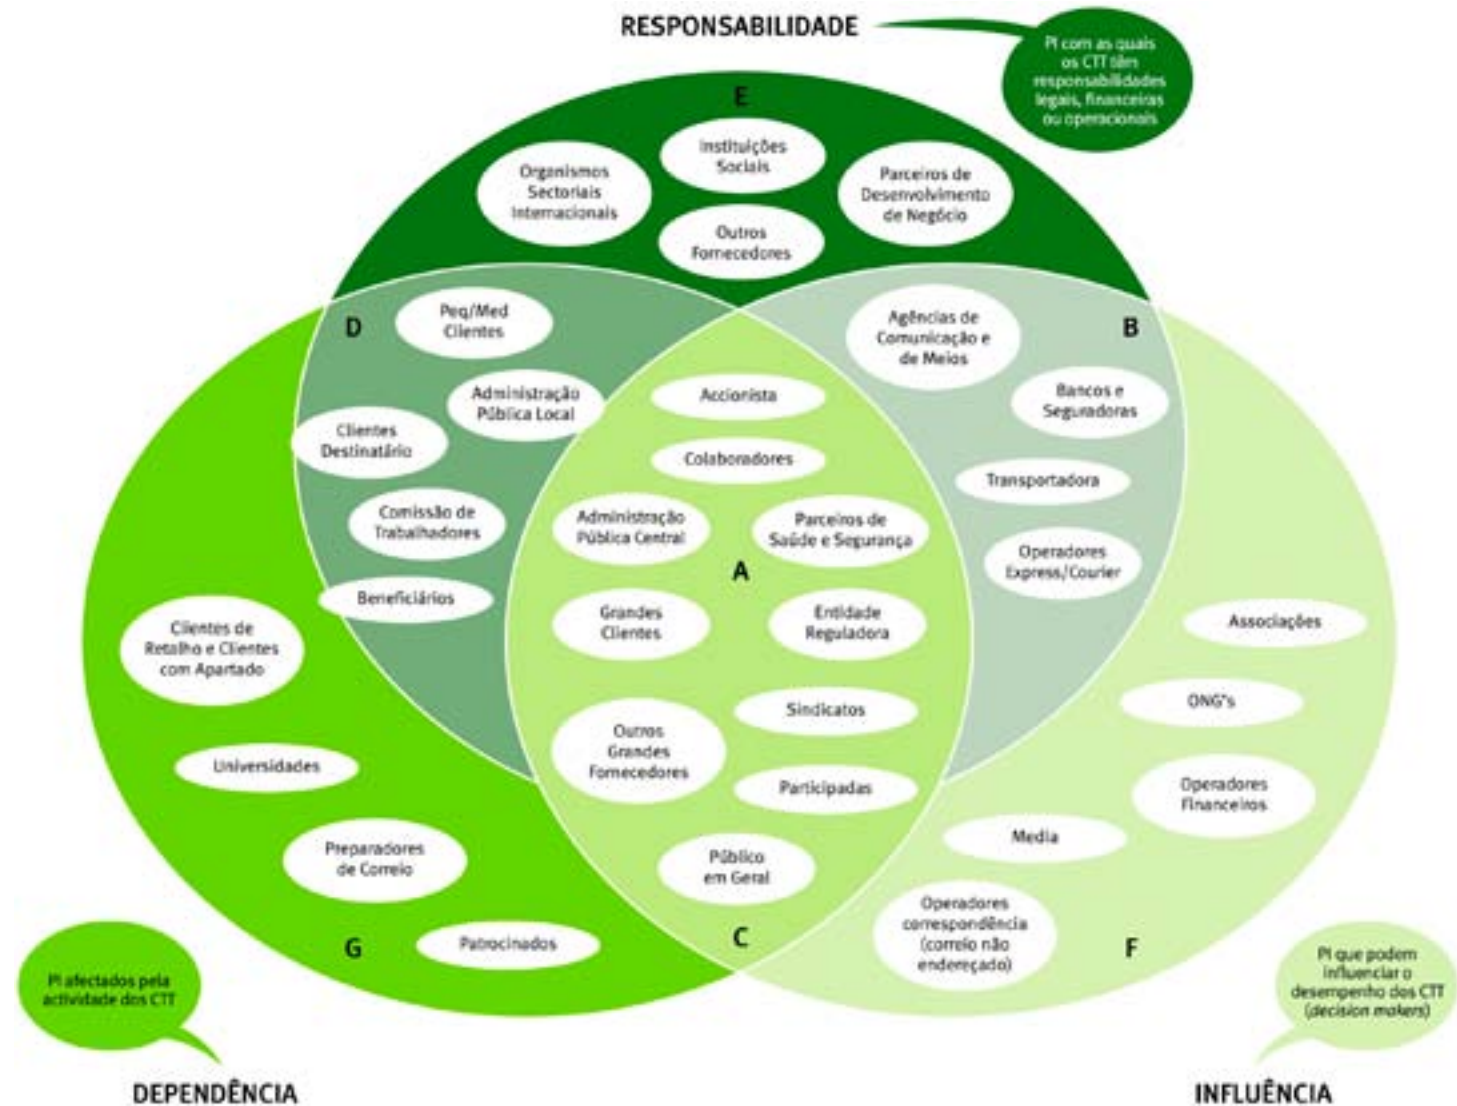 RESPONSABILIDADE
PI com as quais
os CTT têm
responsabilidades
legais, financeiras
ou operacionais
E
Instituições
Sociais
Organismos
Sectoriais
Internacionais
Parceiros de
Desenvolvimento
de Negócio
Outros
Fornecedores
D
Peq/Med
Clientes
Agências de
Comunicação e
de Meios
B
Administração
Pública Local
Accionista
Bancos e
Seguradoras
Clientes
Destinatário
Colaboradores
Transportadora
Comissão de
Trabalhadores
Administração
Pública Central
Parceiros de
Saúde e Segurança
Operadores
Express/Courier
A
Beneficiários
Grandes
Clientes
Entidade
Reguladora
Associações
Clientes de
Retalho e Clientes
com Apartado
ONG"s
Sindicatos
Outros
Grandes
Fornecedores
Universidades
Participadas
Operadores
Financeiros
Media
Preparadores
de Correio
Público
em Geral
Operadores
correspondência
(correio não
endereçado)
G
Patrocinados
C
F
PI afectados pela
actividade dos CTT
PI que podem
influenciar o
desempenho dos CTT
(decision makers)
DEPENDÊNCIA
INFLUÊNCIA